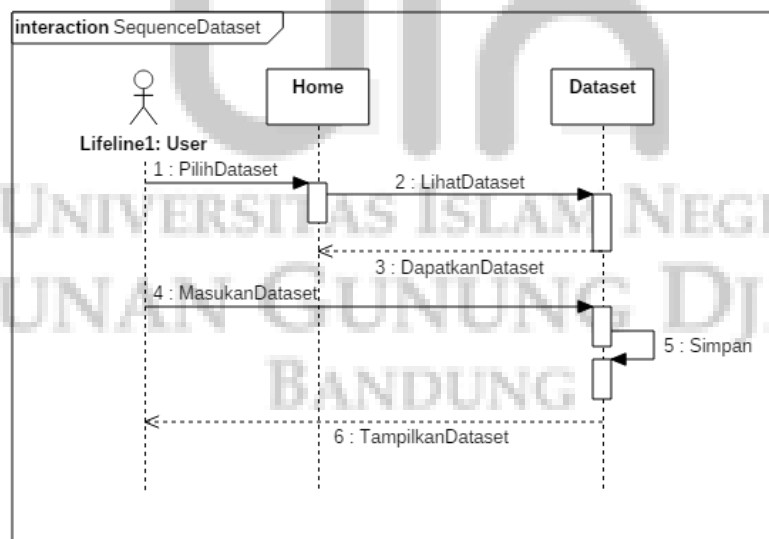 interaction SequenceDataset
Home
Dataset
Lifeline1: User
1 : PilihDataset
2 : LihatDataset
UNIVERSITAS ISLAM NEGE
3 : DapatkanDataset
4 : MasukanDataset
UNAN GUNUNG DJ
5 : Simpan
BANDUNG
6 : TampilkanDataset